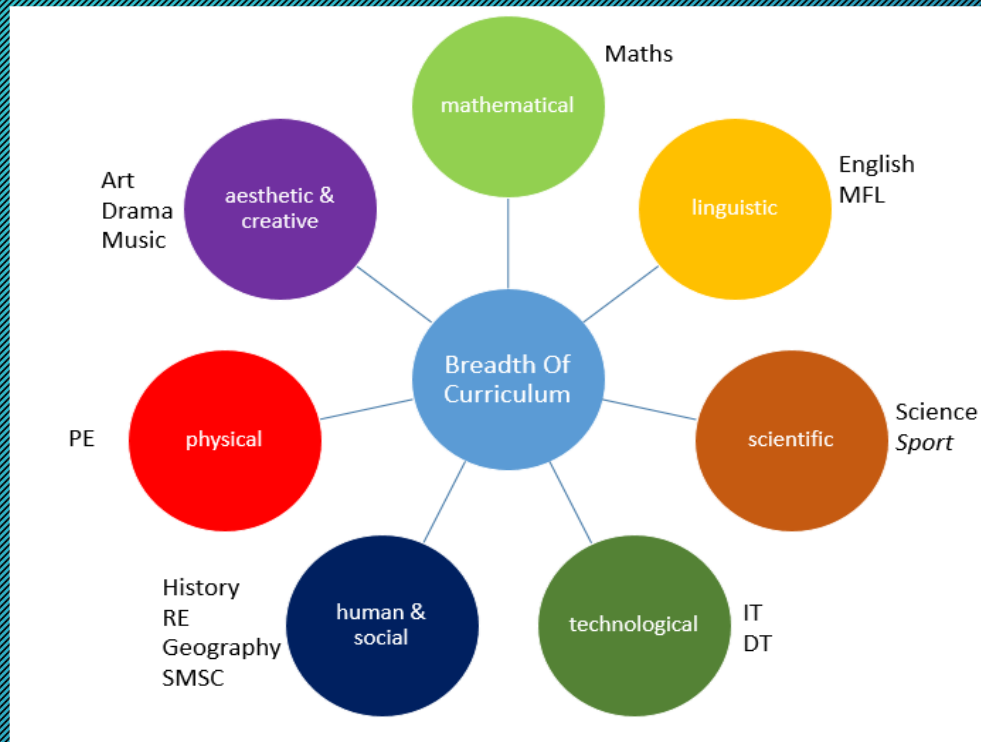 Maths
mathematical
English
MFL
linguistic
Art
Drama
Music
aesthetic &
creative
Breadth Of
Curriculum
Science
Sport
scientific
PE
physical
History
RE
Geography
SMSC
human &
social
technological
IT
DT